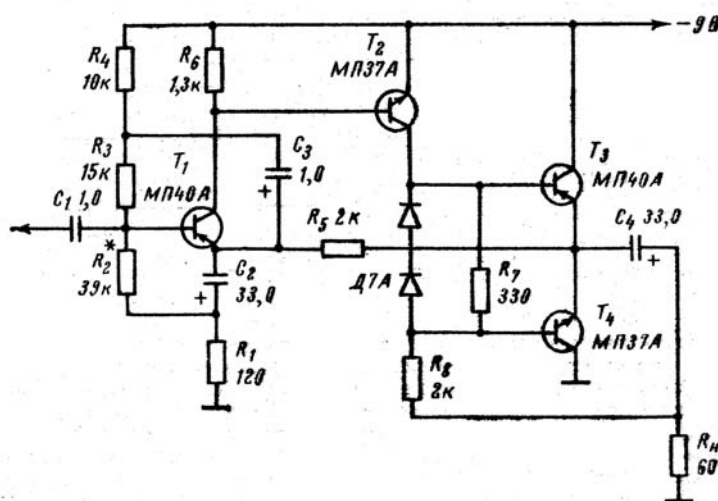 -9В
R4
10к
R6
1,3к
T2
МП37А
R3
15к
C1 1,0
T1
МП40А
C3
1,0
+
T3
МП40А
R5 2к
C4 33,0
+
*
R2
39к
C2
33,0
+
Д7А
R7
330
T4
МП37А
R1
120
R8
2к
Rн
60